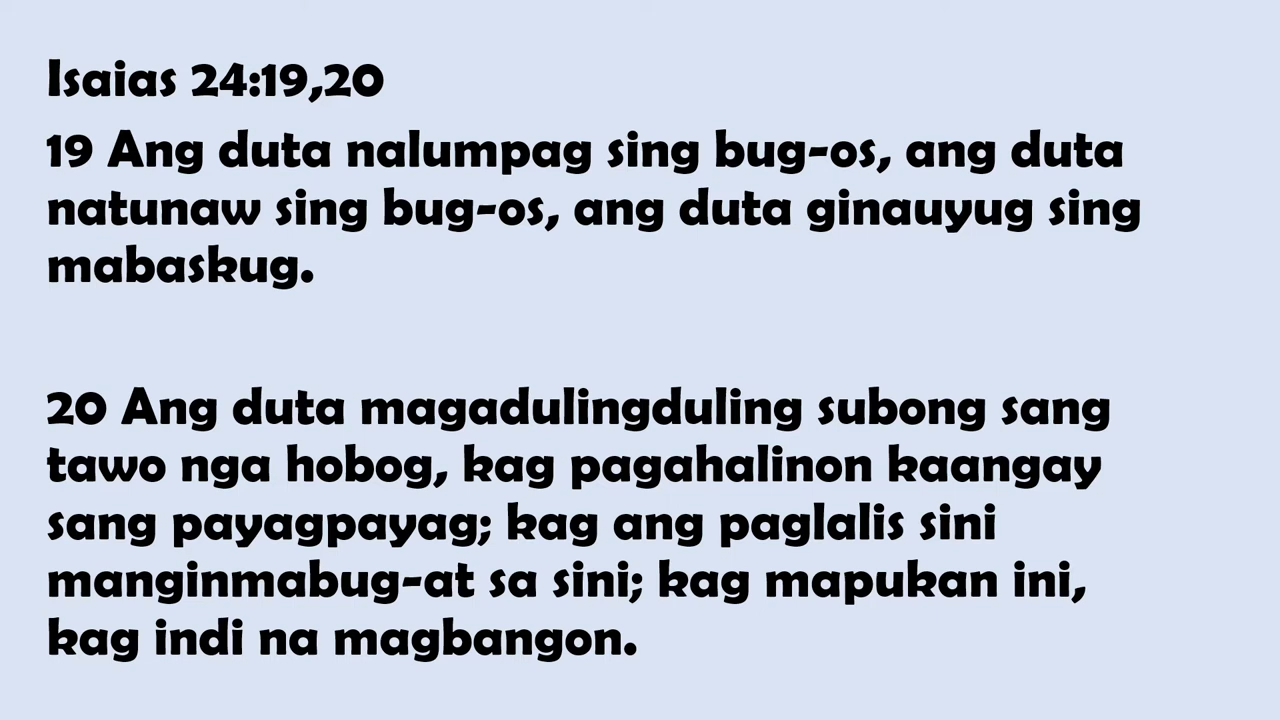 Isaias 24:19,20
19 Ang duta nalumpag sing bug-os, ang duta
natunaw sing bug-os, ang duta ginauyug sing
mabaskug.
20 Ang duta magadulingduling subong sang
tawo nga hobog, kag pagahalinon kaangay
sang payagpayag; kag ang paglalis sini
manginmabug-at sa sini; kag mapukan ini,
kag indi na magbangon.